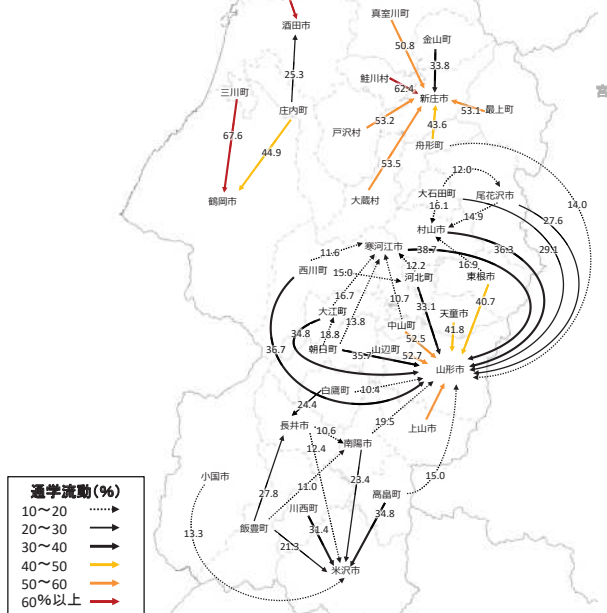 真室川町
酒田市
金山町
50.8
33.8
25.3
鮭川村
62.4
三川町
新庄市
宮
庄内町
53.1
最上町
53.2
43.6
戸沢村
67.6
舟形町
44.9
53.5
12.0
鶴岡市
大蔵村
大石田町
尾花沢市
14.0
16.1
14.9
27.6
村山市
寒河江市
38.7
36.3
29.1
11.6
12.2
16.9
西川町
15.0
河北町
東根市
16.7
10.7
40.7
大江町
33.1
天童市
13.8
中山町
34.8
18.8
41.8
52.5
36.7
朝日町
35.7
山辺町
52.7
山形市
白鷹町
10.4
24.4
19.5
長井市
10.6
上山市
南陽市
12.4
小国市
23.4
15.0
11.0
27.8
高畠町
川西町
34.8
13.3
飯豊町
31.4
21.3
米沢市
通学流動(%)
10〜20
20〜30
30〜40
40〜50
50〜60
60%以上